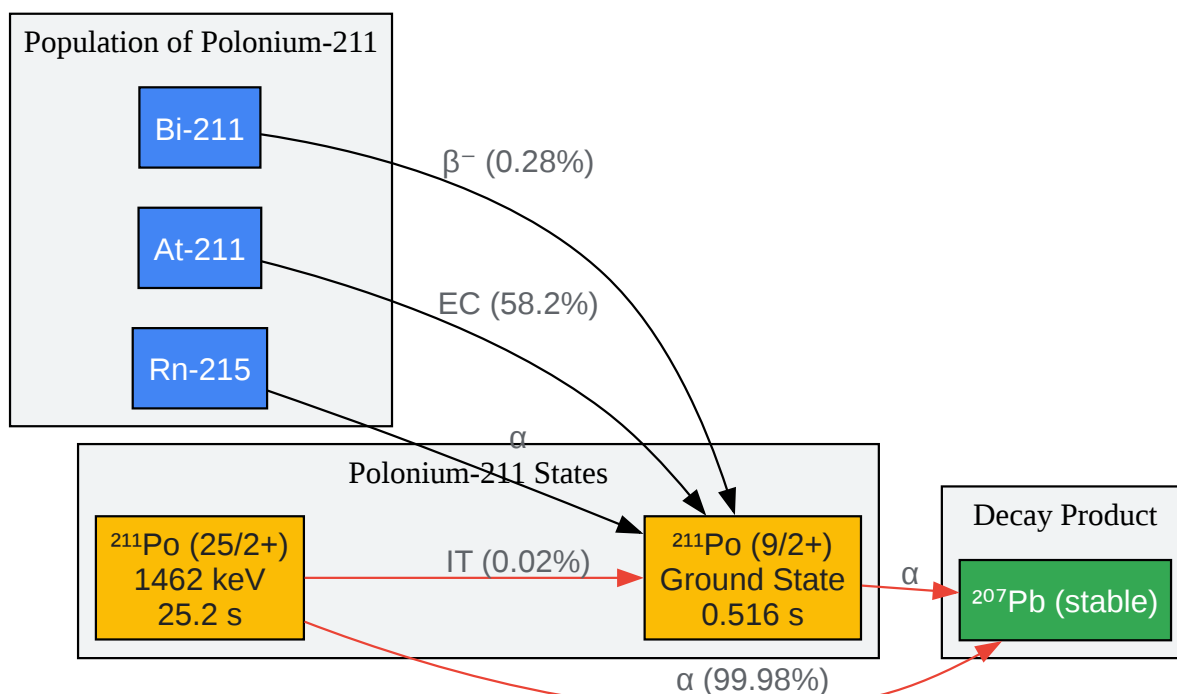 Population of Polonium-211
Bi-211
β⁻ (0.28%)
At-211
EC (58.2%)
Rn-215
α
Polonium-211 States
²¹¹Po (25/2+)
1462 keV
25.2 s
IT (0.02%)
²¹¹Po (9/2+)
Ground State
0.516 s
α
Decay Product
²⁰⁷Pb (stable)
α (99.98%)